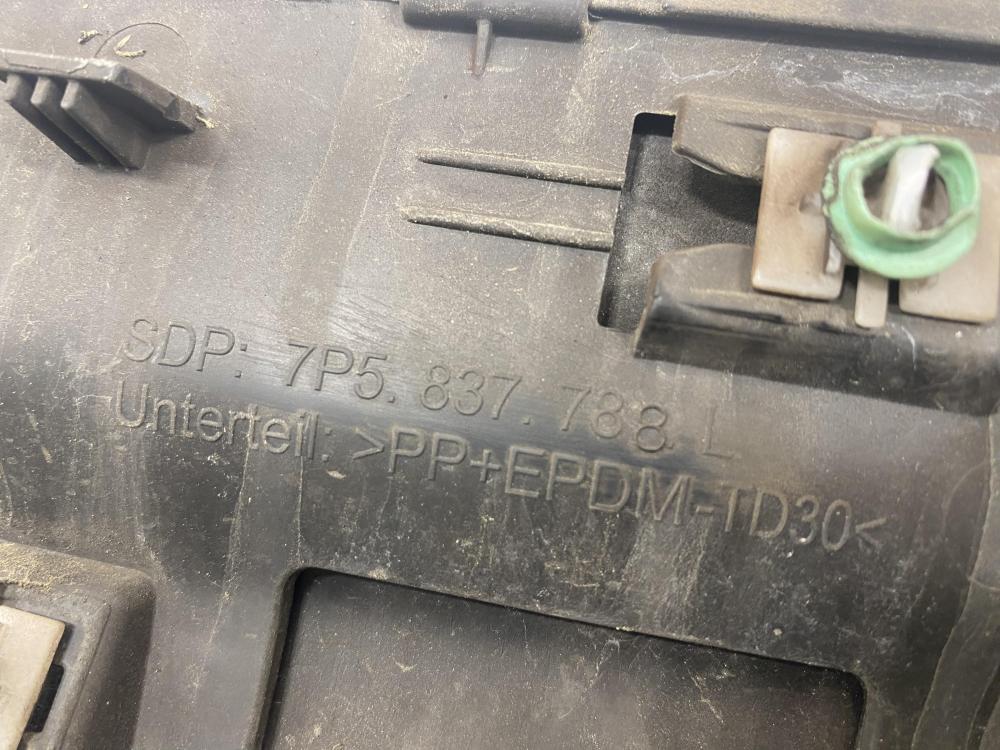 SDP: 7P5. 837. 788. L
Unterteil: >PP+EPDM-TD30<